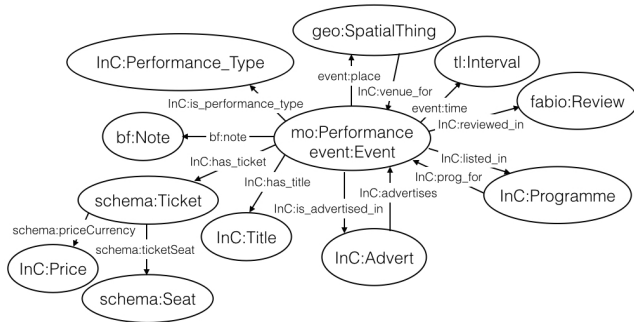 geo:SpatialThing
InC:Performance_Type
tl:Interval
event:place
InC:venue_for
event:time
fabio:Review
InC:is_performance_type
InC:reviewed_in
bf:Note
bf:note
mo:Performance
event:Event
InC:has_ticket
InC:listed_in
InC:has_title
InC:prog_for
InC:advertises
schema:Ticket
InC:Programme
InC:is_advertised_in
schema:priceCurrency
InC:Title
schema:ticketSeat
InC:Advert
InC:Price
schema:Seat